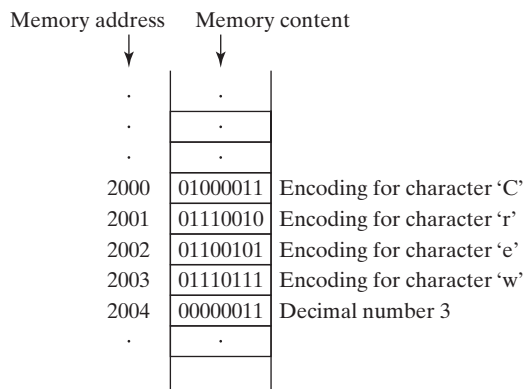 Memory address Memory content
. .
. .
. .
2000 01000011 Encoding for character ‘C’
2001 01110010 Encoding for character ‘r’
2002 01100101 Encoding for character ‘e’
2003 01110111 Encoding for character ‘w’
2004 00000011 Decimal number 3
. .